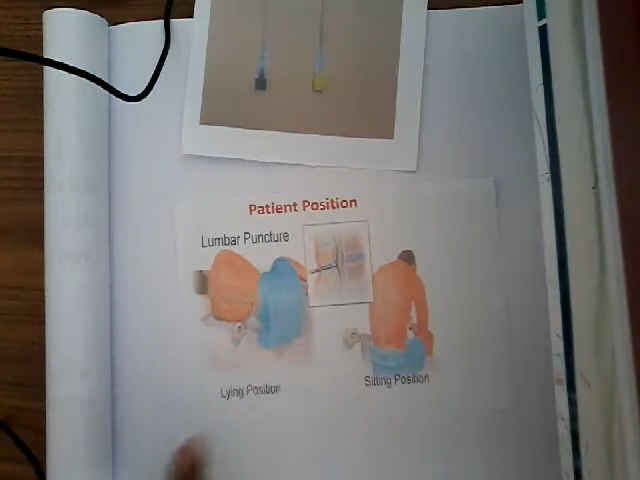 Patient Position
Lumbar Puncture
Lying Position
Sitting Position